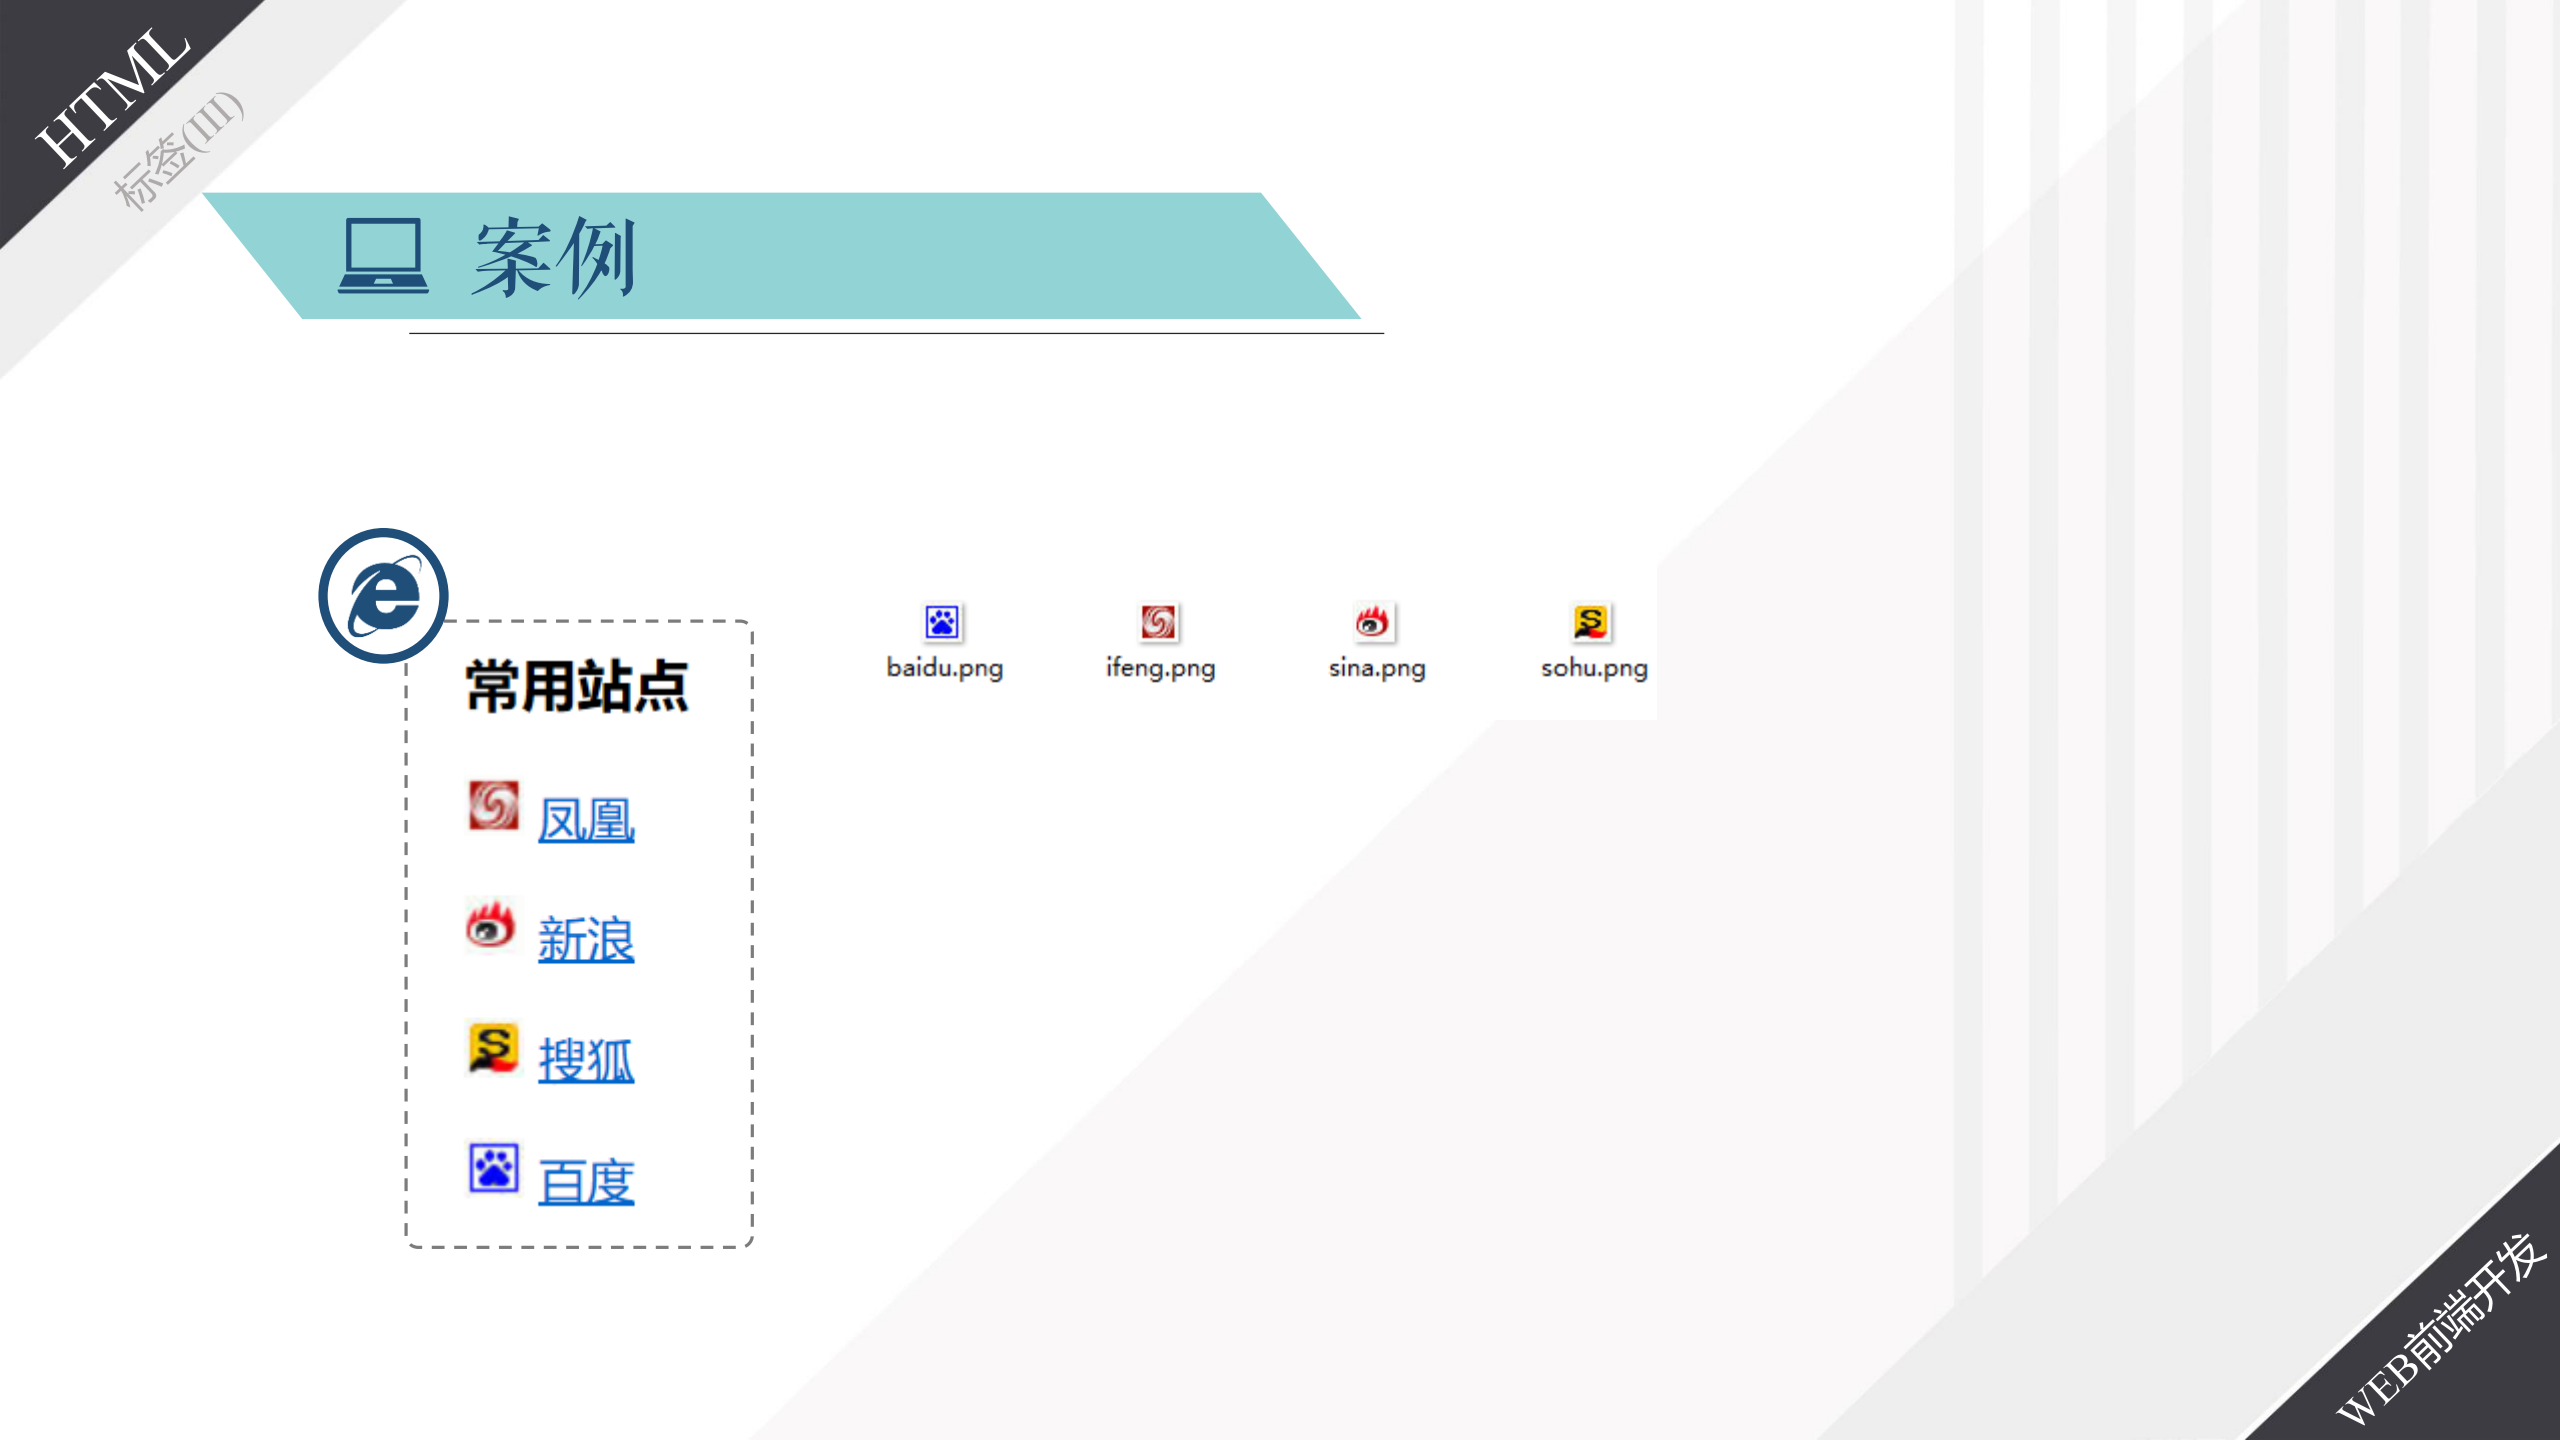 HTML
标签(III)
案例
常用站点
凤凰
新浪
搜狐
百度
baidu.png
ifeng.png
sina.png
sohu.png
WEB前端开发